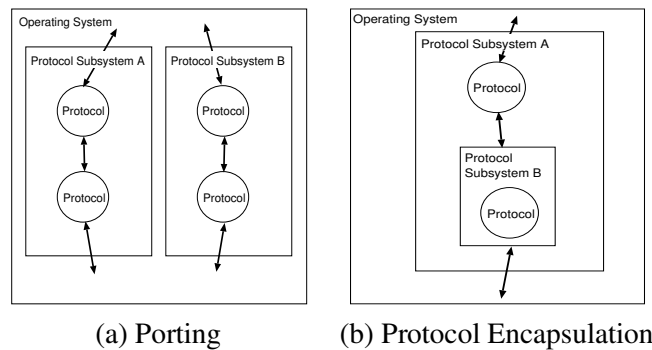 Operating System
Protocol Subsystem A
Protocol Subsystem B
Protocol
Protocol
Protocol
Protocol
(a) Porting
Operating System
Protocol Subsystem A
Protocol
Protocol
Subsystem B
Protocol
(b) Protocol Encapsulation